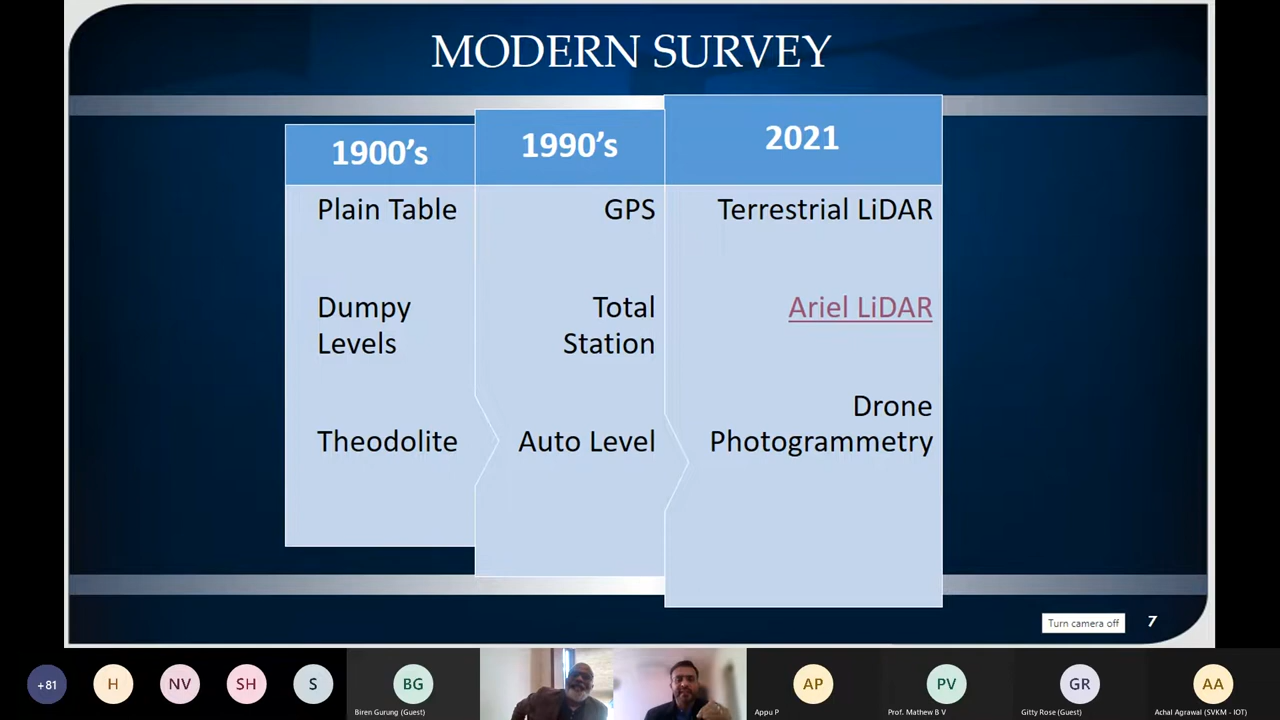 MODERN SURVEY
1900’s
Plain Table
Dumpy
Levels
Theodolite
1990’s
GPS
Total
Station
Auto Level
2021
Terrestrial LiDAR
Ariel LiDAR
Drone
Photogrammetry
Turn camera off
7
+81
H
NV
SH
S
BG
Biren Gurung (Guest)
AP
Appu P
PV
Prof. Mathew B V
GR
Gitty Rose (Guest)
AA
Achal Agrawal (SVKM - IOT)